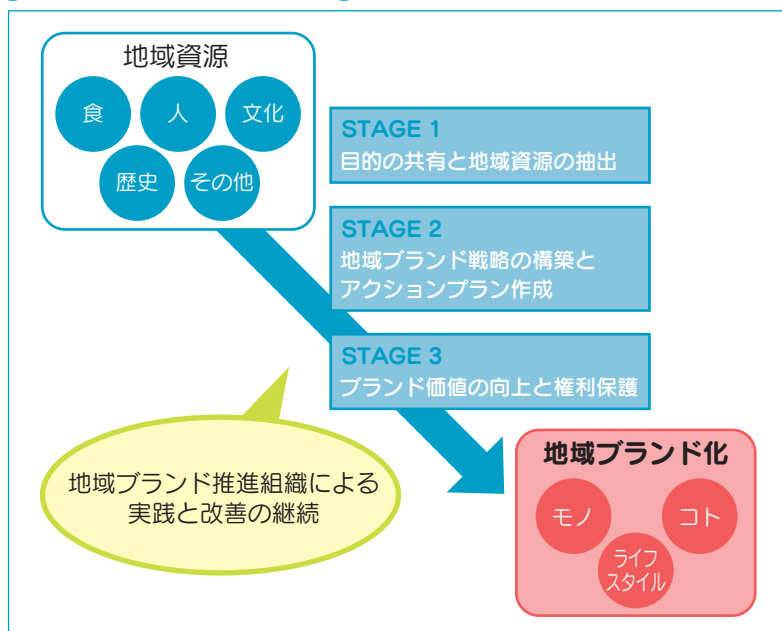 地域資源
食
人
文化
歴史
その他
STAGE 1
目的の共有と地域資源の抽出
STAGE 2
地域ブランド戦略の構築と
アクションプラン作成
STAGE 3
ブランド価値の向上と権利保護
地域ブランド推進組織による
実践と改善の継続
地域ブランド化
モノ
コト
ライフ
スタイル